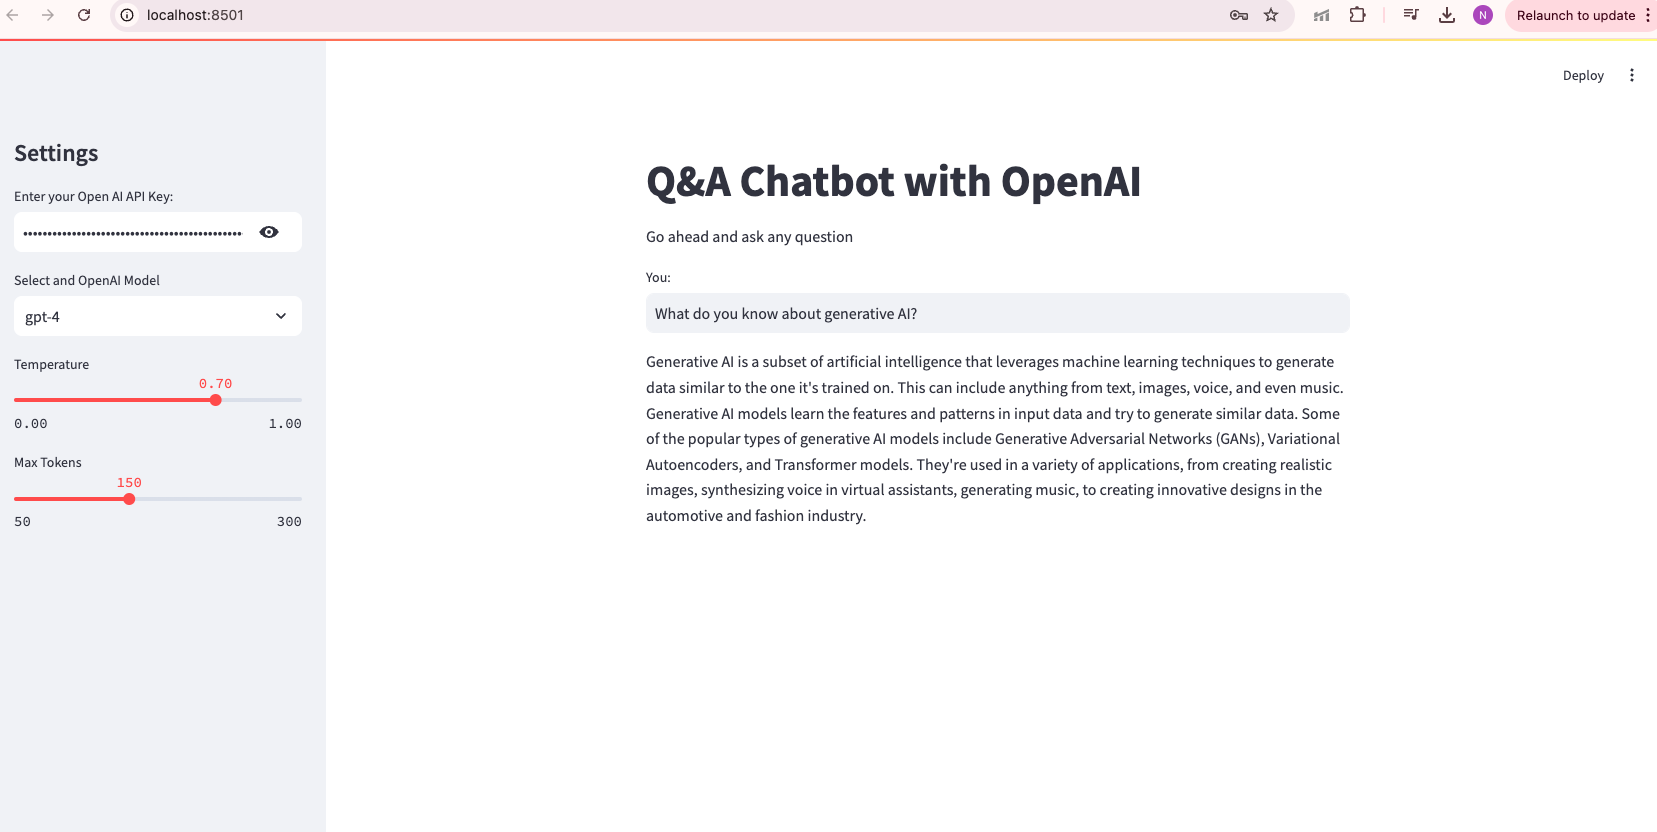 localhost:8501
N
Relaunch to update
Deploy
Settings
Enter your Open AI API Key:
••••••••••••••••••••••••••••••••••••••••••••••
Select and OpenAI Model
gpt-4
Temperature
0.70
0.00 1.00
Max Tokens
150
50 300
Q&A Chatbot with OpenAI
Go ahead and ask any question
You:
What do you know about generative AI?
Generative AI is a subset of artificial intelligence that leverages machine learning techniques to generate
data similar to the one it's trained on. This can include anything from text, images, voice, and even music.
Generative AI models learn the features and patterns in input data and try to generate similar data. Some
of the popular types of generative AI models include Generative Adversarial Networks (GANs), Variational
Autoencoders, and Transformer models. They're used in a variety of applications, from creating realistic
images, synthesizing voice in virtual assistants, generating music, to creating innovative designs in the
automotive and fashion industry.